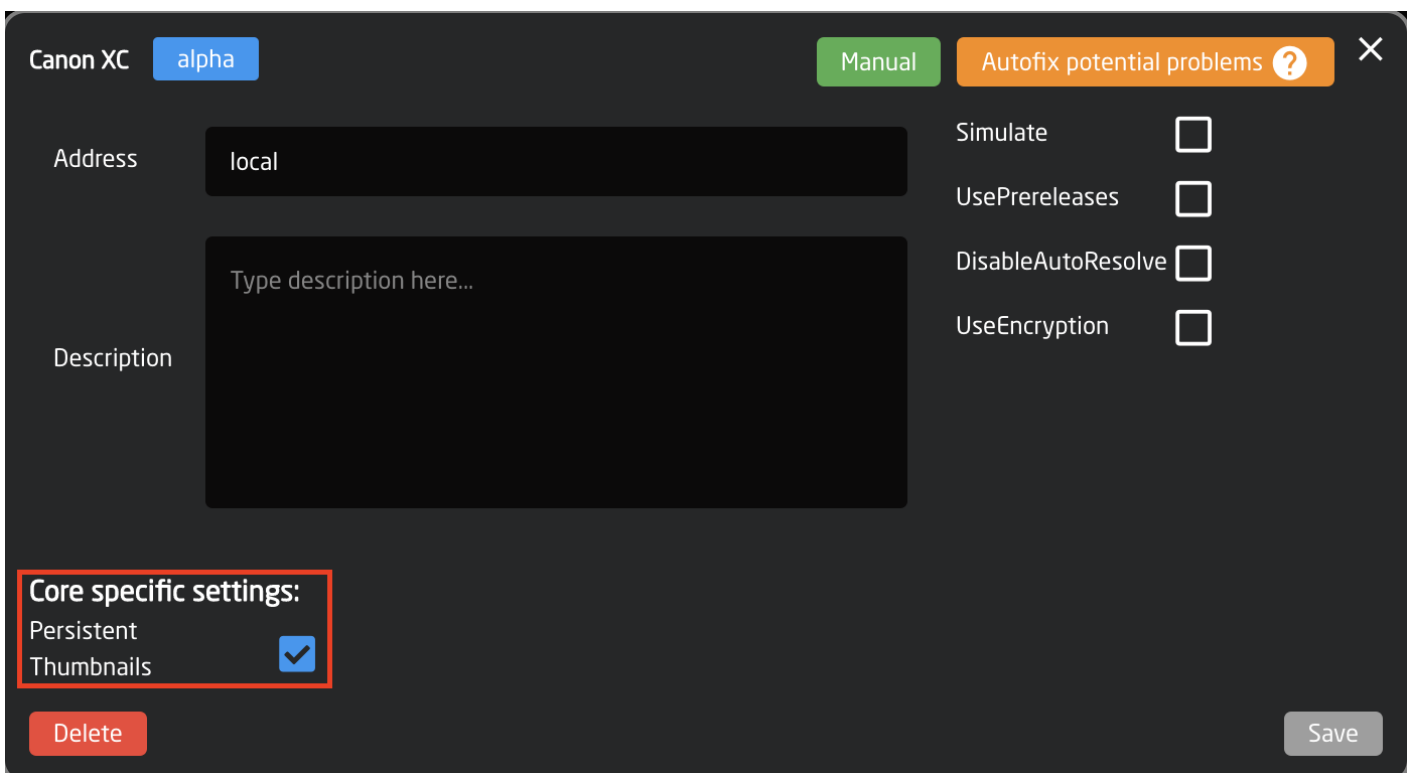 Canon XC alpha Manual Autofix potential problems ?
Address local
Simulate
UsePrereleases
DisableAutoResolve
UseEncryption
Description Type description here...
Core specific settings:
Persistent
Thumbnails
Delete Save